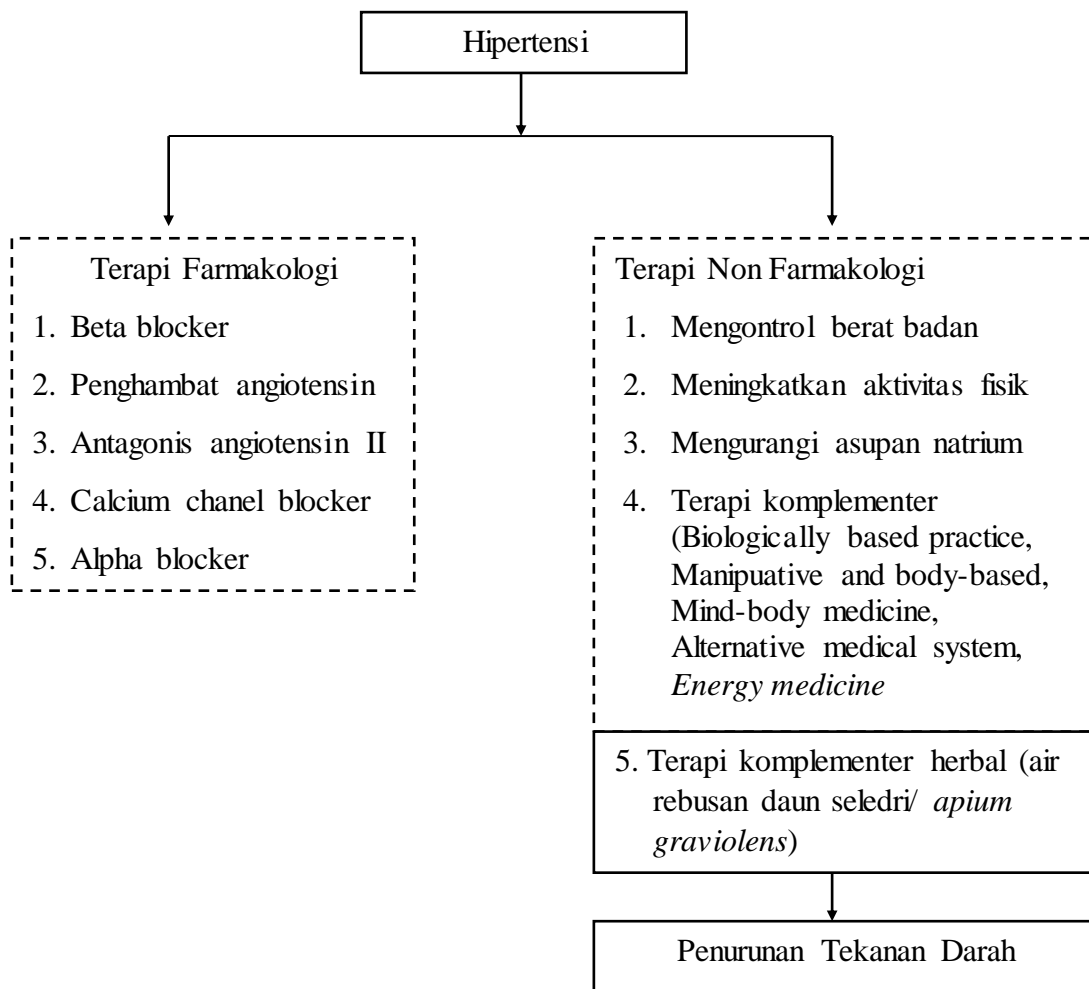 Hipertensi
Terapi Farmakologi
1. Beta blocker
2. Penghambat angiotensin
3. Antagonis angiotensin II
4. Calcium chanel blocker
5. Alpha blocker
Terapi Non Farmakologi
1. Mengontrol berat badan
2. Meningkatkan aktivitas fisik
3. Mengurangi asupan natrium
4. Terapi komplementer
(Biologically based practice,
Manipuative and body-based,
Mind-body medicine,
Alternative medical system,
Energy medicine
5. Terapi komplementer herbal (air
rebusan daun seledri/ apium
graviolens)
Penurunan Tekanan Darah